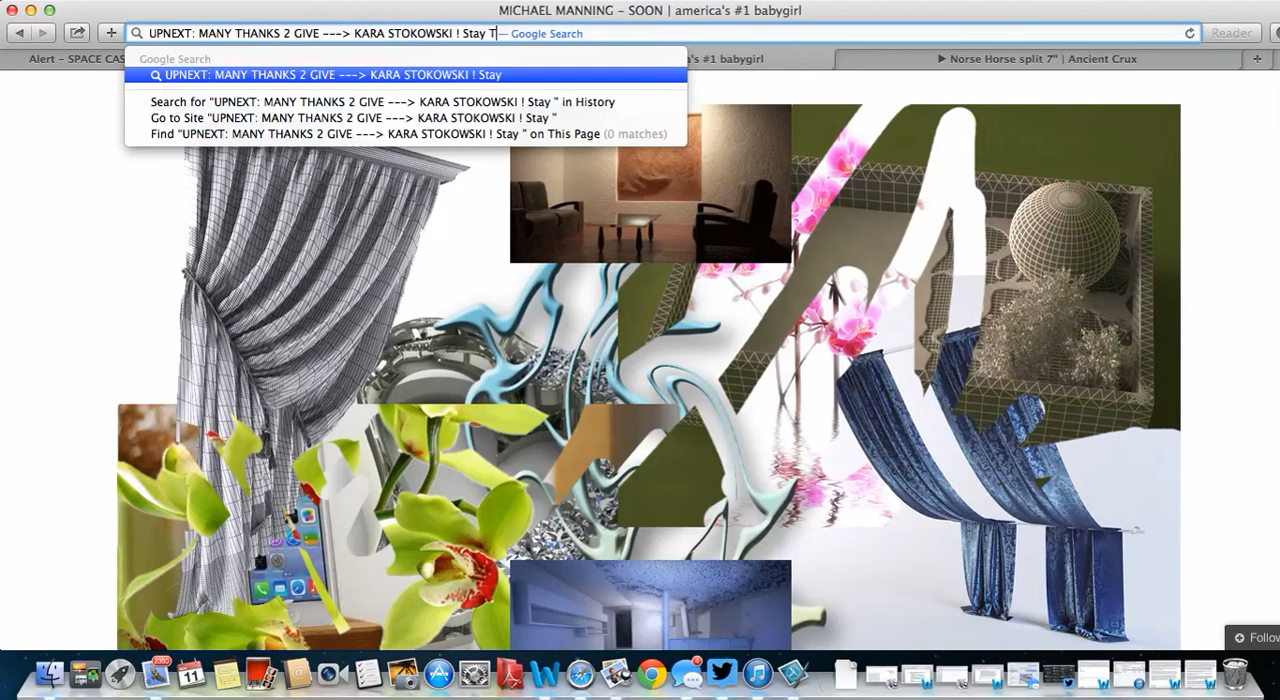 MICHAEL MANNING – SOON | america's #1 babygirl
UPNEXT: MANY THANKS 2 GIVE ---> KARA STOKOWSKI ! Stay T — Google Search
Reader
Google Search
UPNEXT: MANY THANKS 2 GIVE ---> KARA STOKOWSKI ! Stay
Search for "UPNEXT: MANY THANKS 2 GIVE ---> KARA STOKOWSKI ! Stay " in History
Go to Site "UPNEXT: MANY THANKS 2 GIVE ---> KARA STOKOWSKI ! Stay "
Find "UPNEXT: MANY THANKS 2 GIVE ---> KARA STOKOWSKI ! Stay " on This Page (0 matches)
Alert – SPACE CAS
a's #1 babygirl
▶ Norse Horse split 7" | Ancient Crux
Follow
2350
NOV
11
4